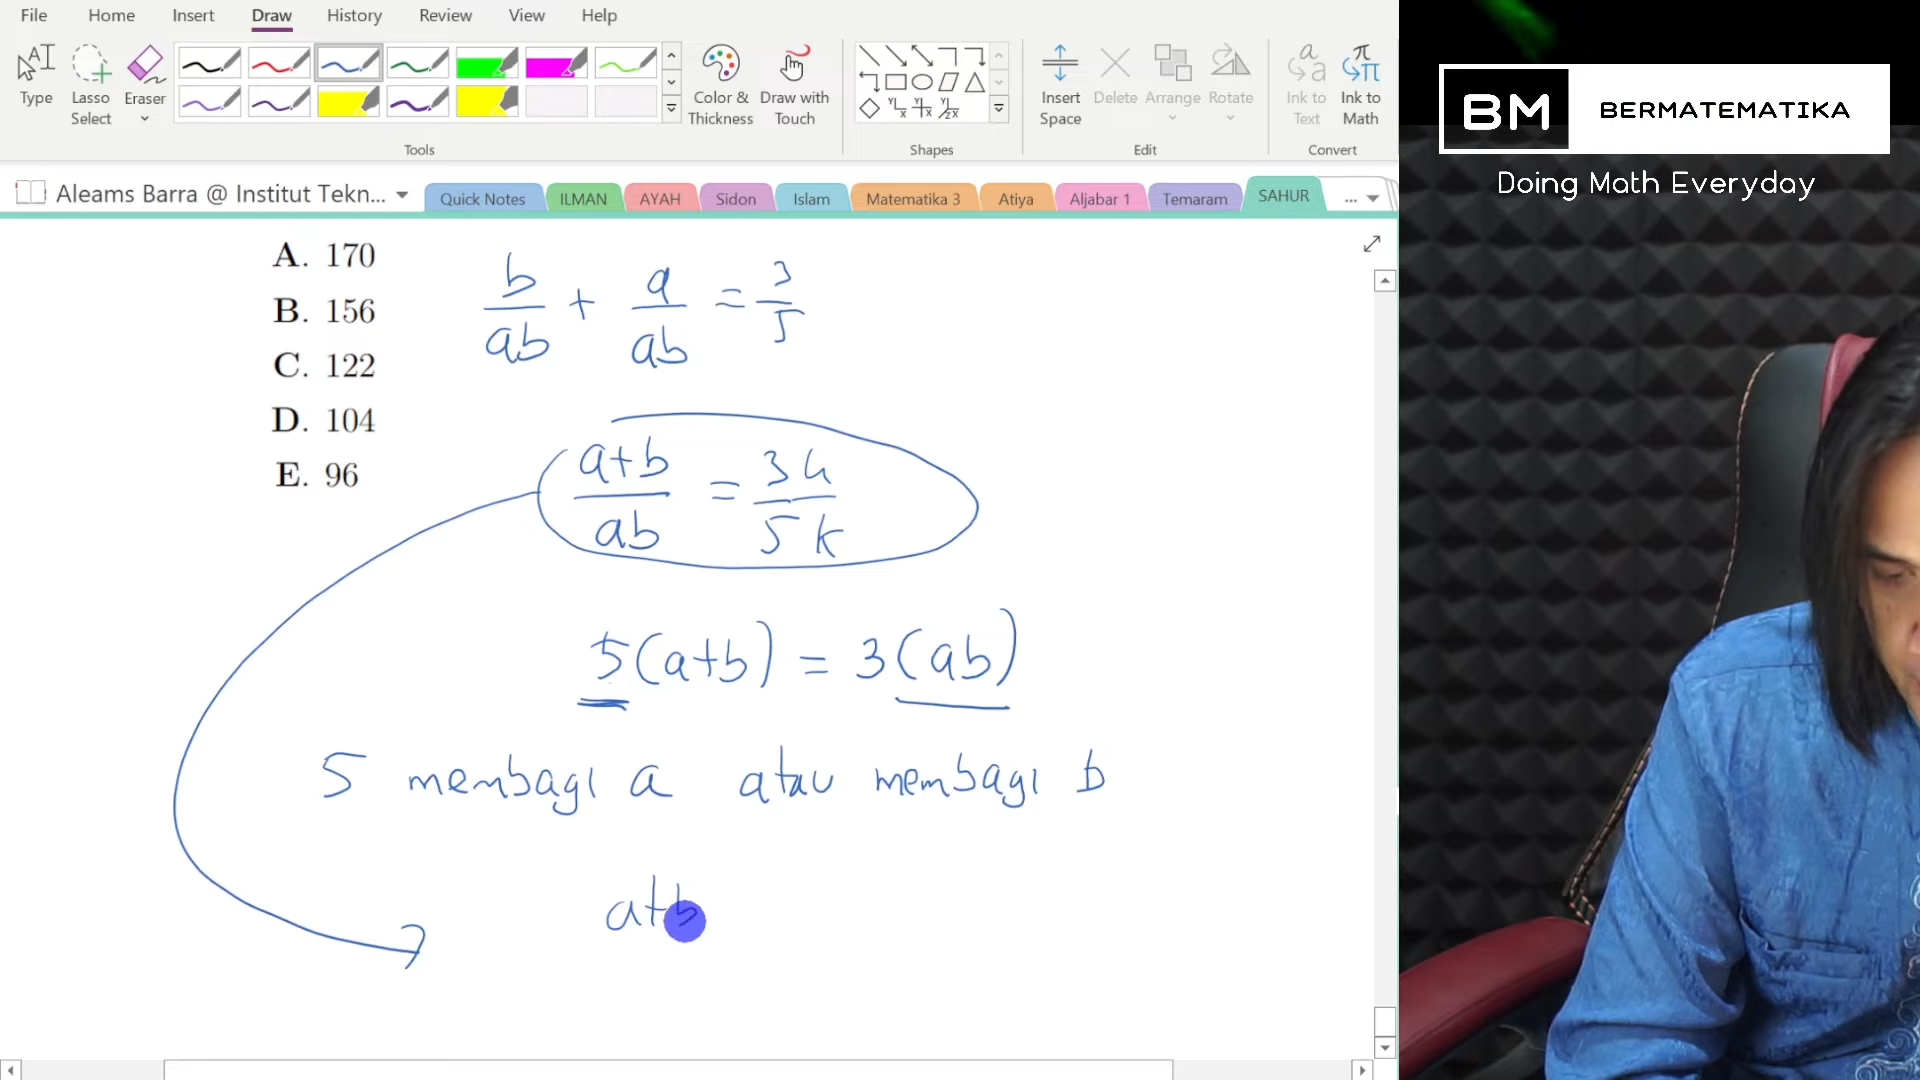 File Home Insert Draw History Review View Help
Type
Lasso Select
Eraser
Color & Thickness
Draw with Touch
Insert Space
Delete
Arrange
Rotate
Ink to Text
Ink to Math
Tools Shapes Edit Convert
Aleams Barra @ Institut Tekn...
Quick Notes ILMAN AYAH Sidon Islam Matematika 3 Atiya Aljabar 1 Temaram SAHUR ...
BM BERMATEMATIKA
Doing Math Everyday
A. 170
B. 156
C. 122
D. 104
E. 96
b/ab + a/ab = 3/5
a+b/ab = 3k/5k
5(a+b) = 3(ab)
5 membagi a atau membagi b
a+b